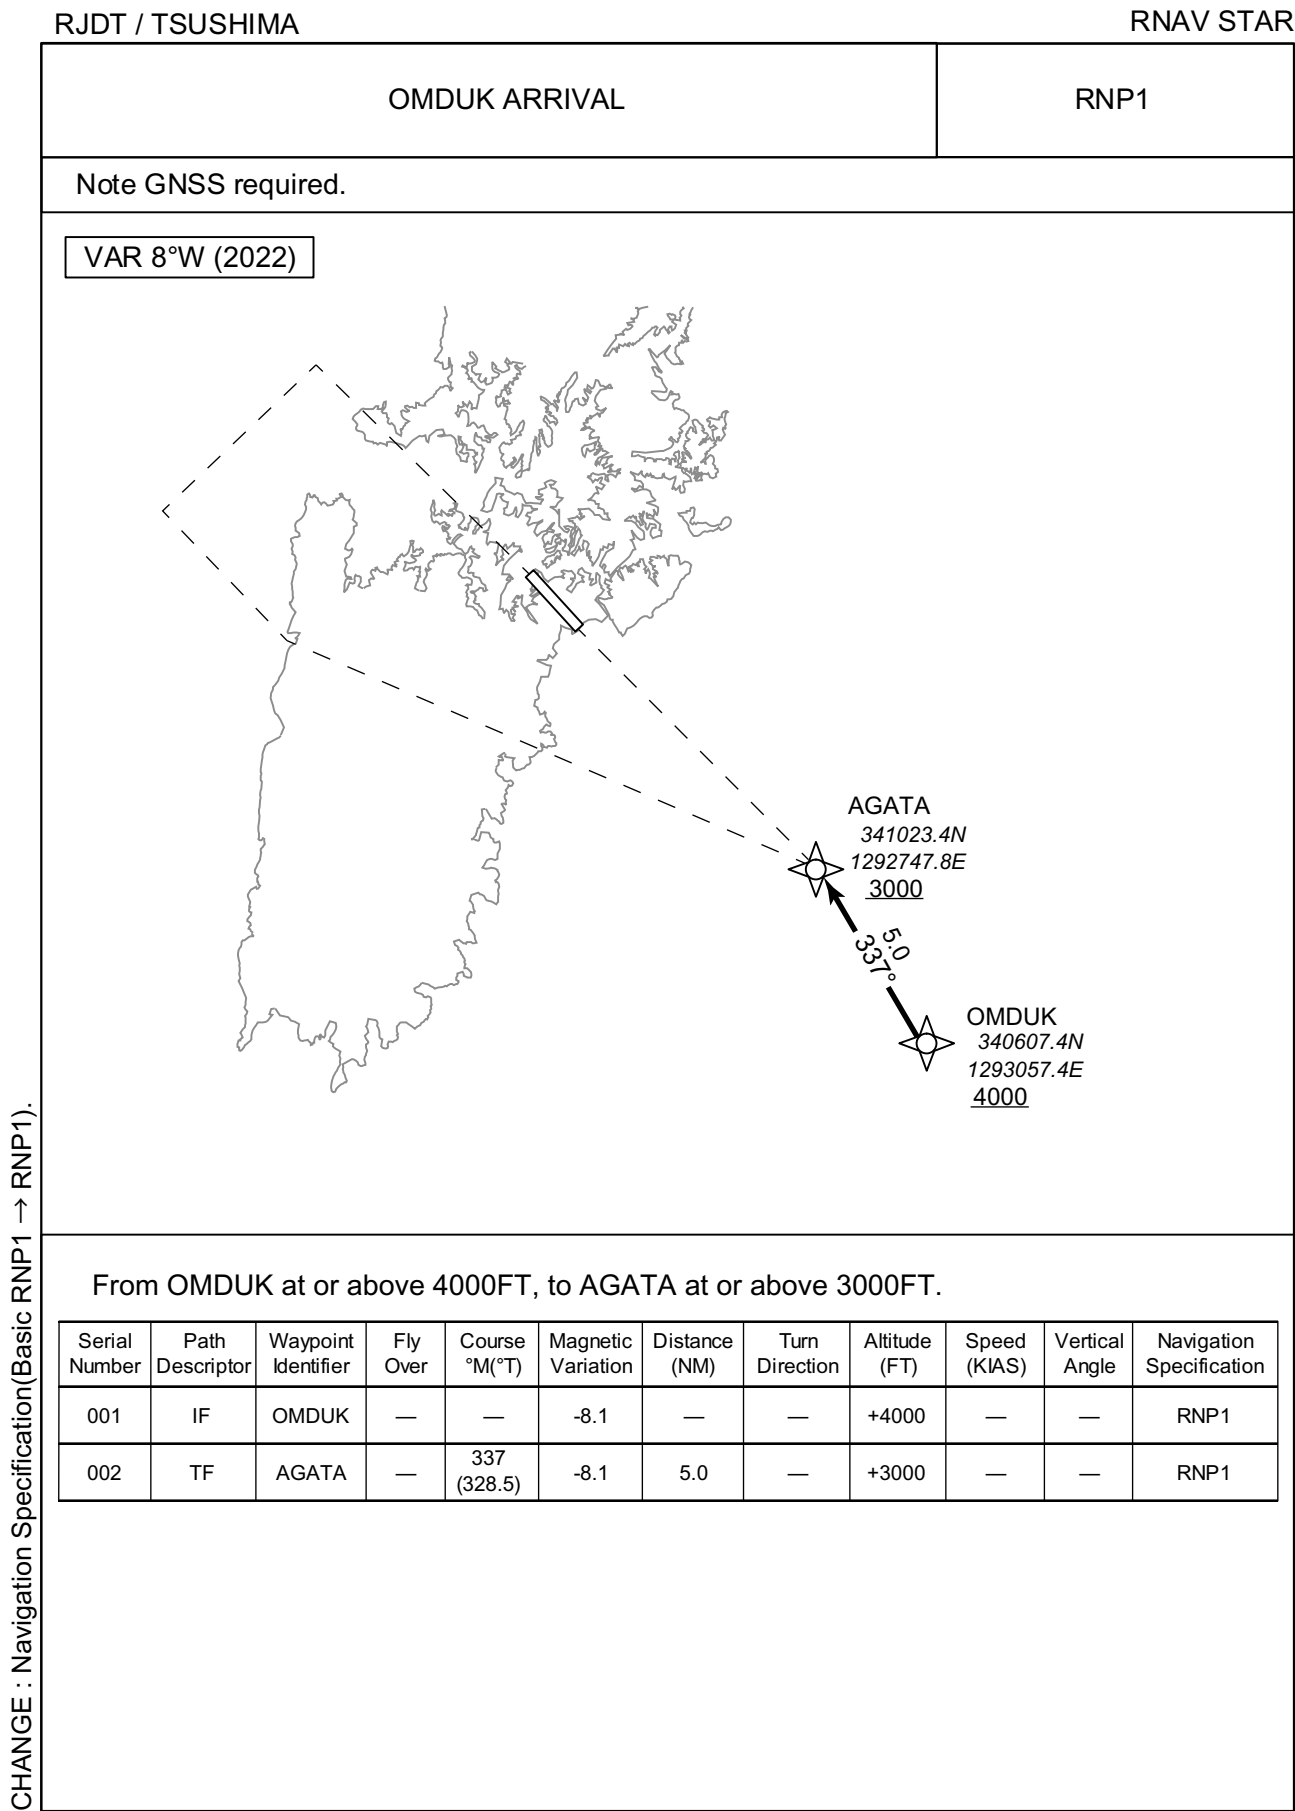 RJDT / TSUSHIMA
RNAV STAR
OMDUK ARRIVAL
RNP1
Note GNSS required.
VAR 8°W (2022)
AGATA
341023.4N
1292747.8E
3000
5.0
337°
OMDUK
340607.4N
1293057.4E
4000
From OMDUK at or above 4000FT, to AGATA at or above 3000FT.
Serial Number Path Descriptor Waypoint Identifier Fly Over Course °M(°T) Magnetic Variation Distance (NM) Turn Direction Altitude (FT) Speed (KIAS) Vertical Angle Navigation Specification
001 IF OMDUK — — -8.1 — — +4000 — — RNP1
002 TF AGATA — 337 (328.5) -8.1 5.0 — +3000 — — RNP1
CHANGE : Navigation Specification(Basic RNP1 → RNP1).